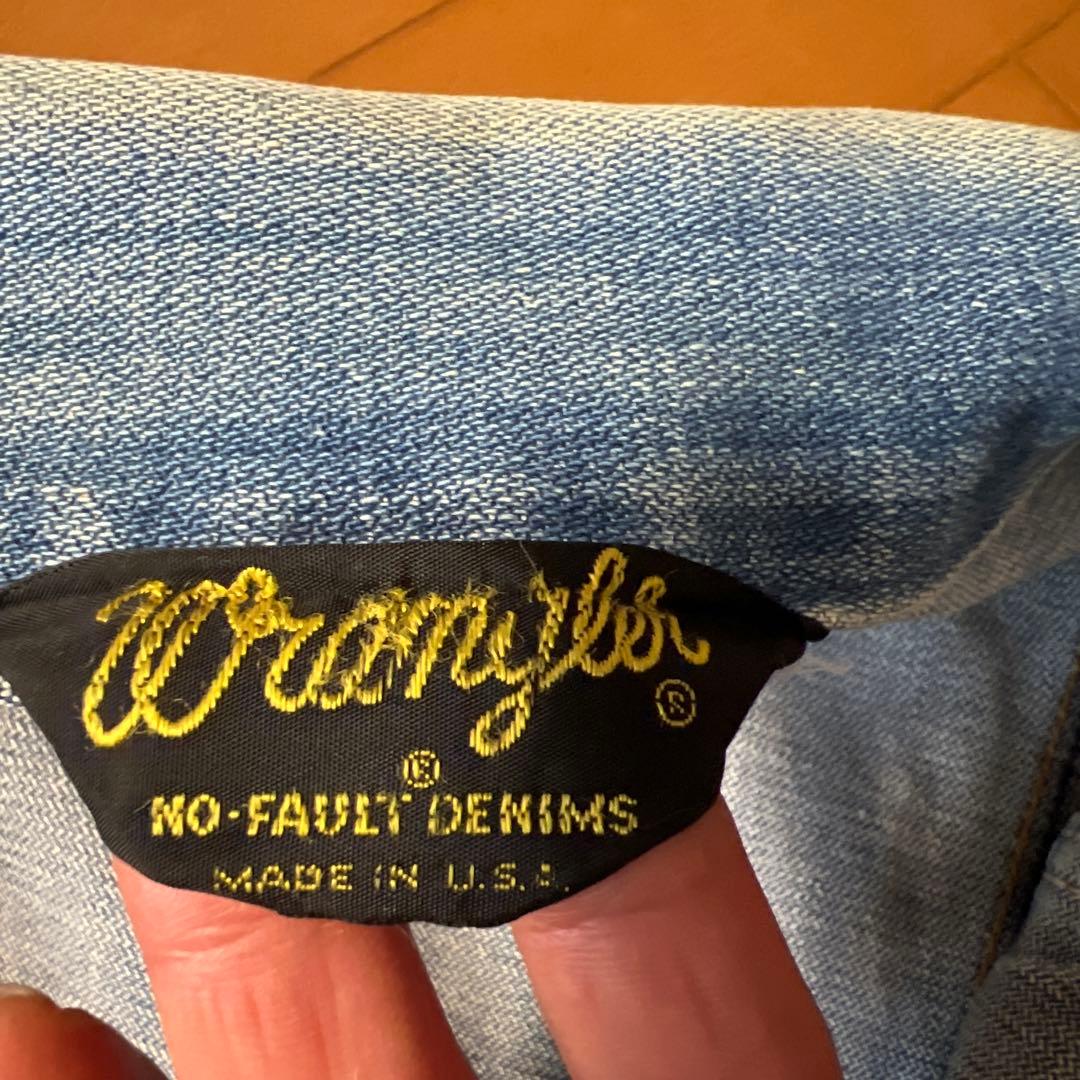 Wrangler®
®
NO-FAULT DENIMS
MADE IN U.S.A.